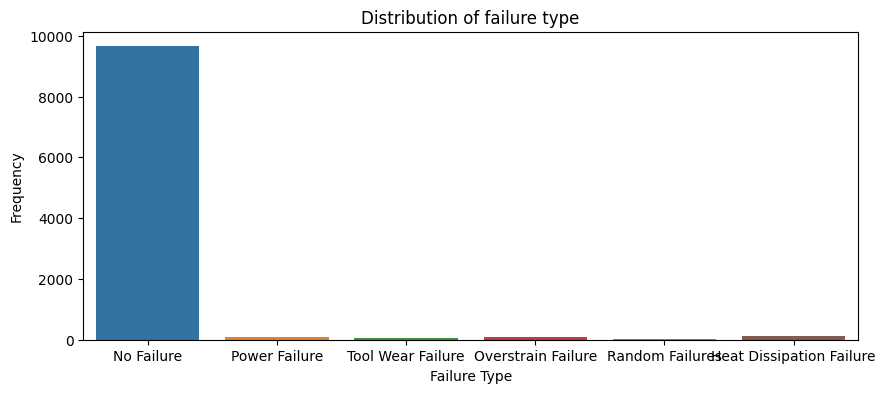 Distribution of failure type
10000
8000
6000
4000
2000
0
Frequency
No Failure
Power Failure
Tool Wear Failure
Overstrain Failure
Random Failures
Heat Dissipation Failure
Failure Type